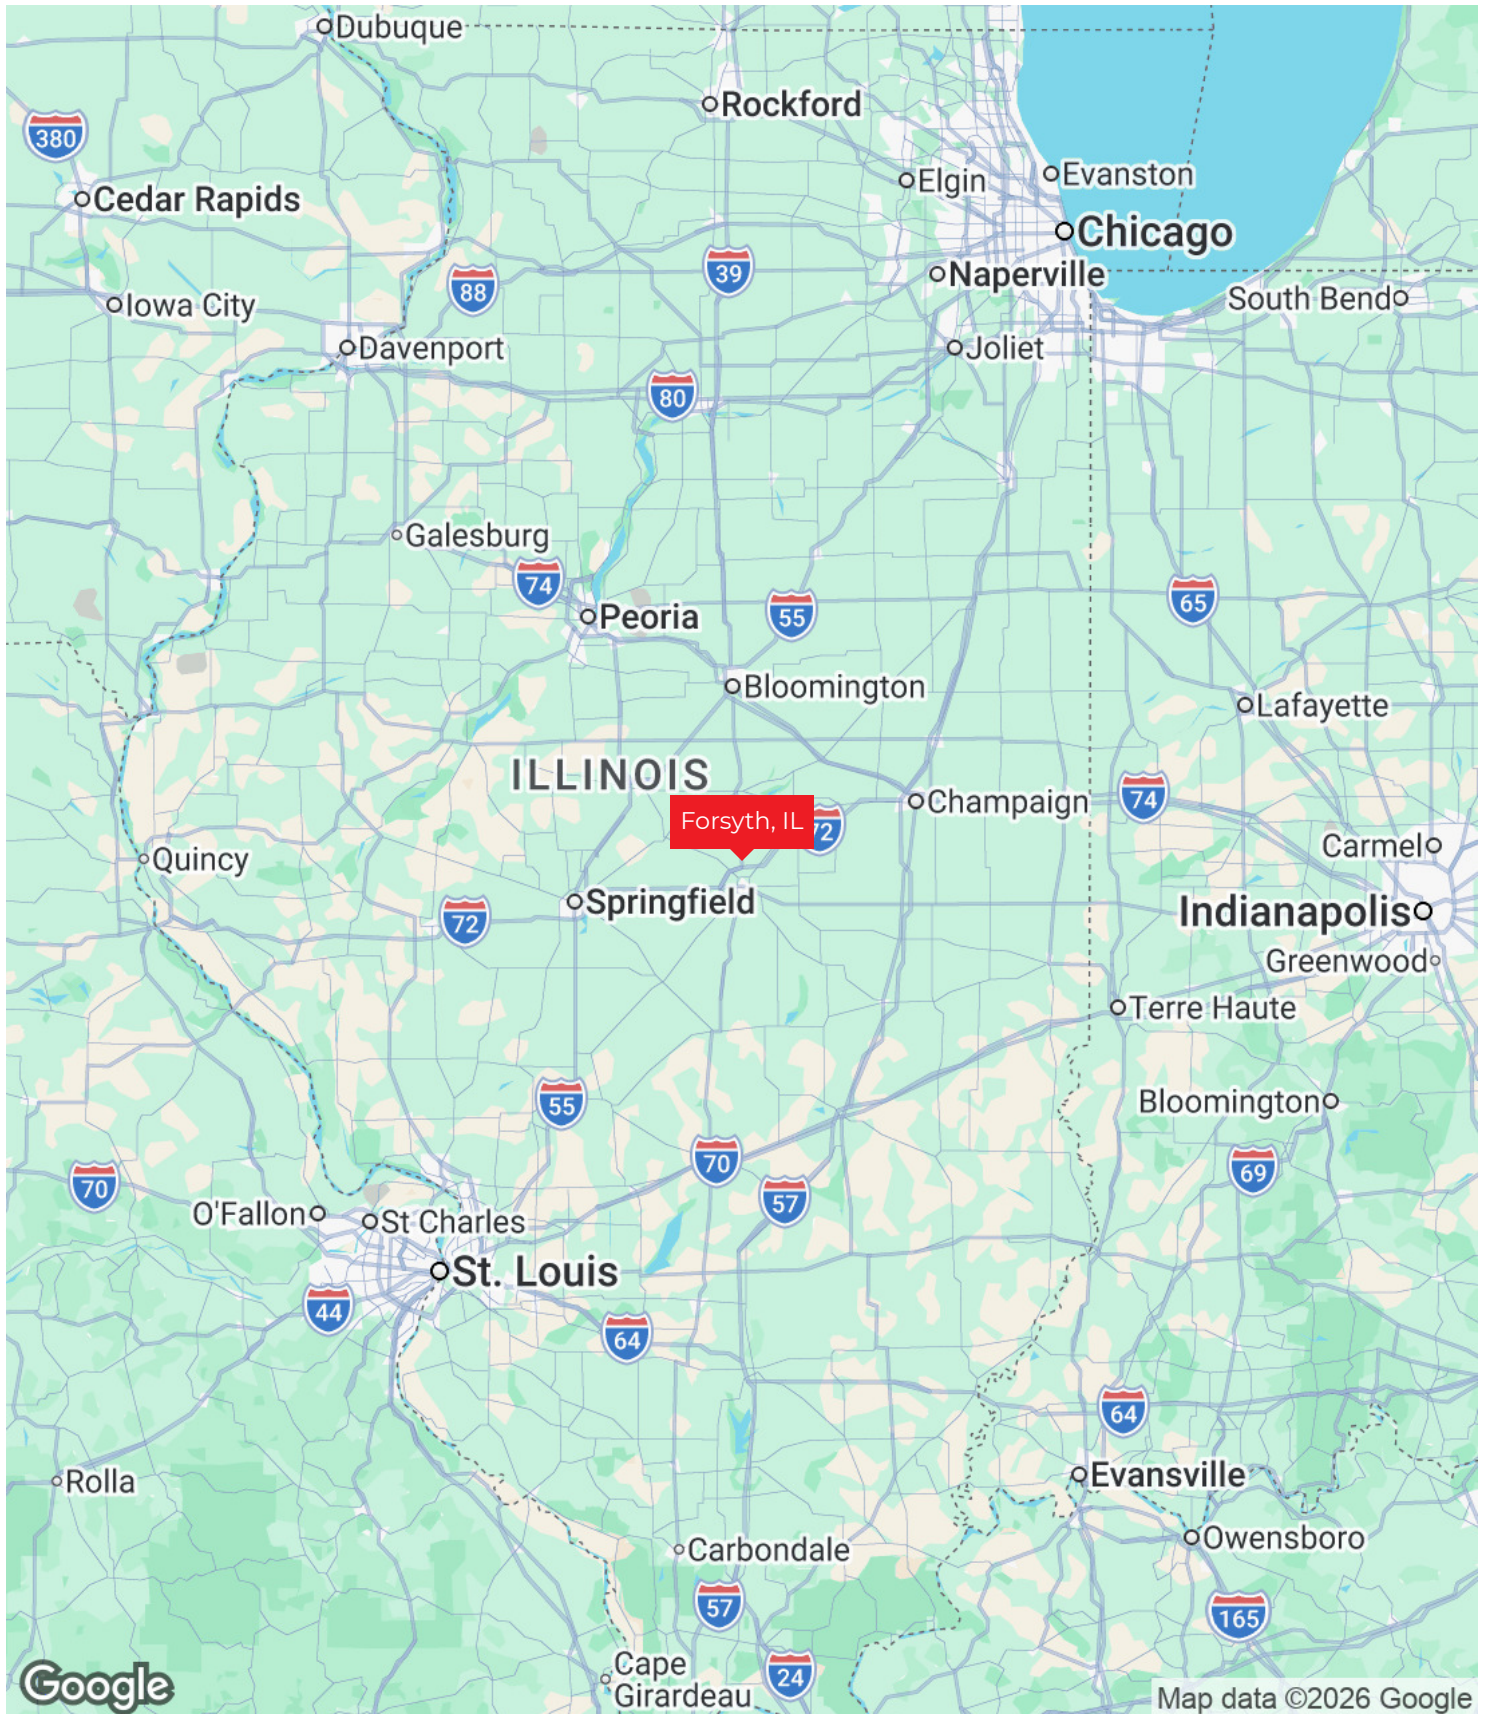 Dubuque
Rockford
380
Elgin
Evanston
Cedar Rapids
Chicago
39
Naperville
88
South Bend
Iowa City
Davenport
Joliet
80
Galesburg
74
65
55
Peoria
Bloomington
Lafayette
ILLINOIS
74
Champaign
Forsyth, IL
72
Carmel
Quincy
Springfield
72
Indianapolis
Greenwood
Terre Haute
55
Bloomington
70
69
70
57
O'Fallon
St Charles
St. Louis
44
64
64
Evansville
Rolla
Owensboro
Carbondale
57
165
Cape
Girardeau
24
Google
Map data ©2026 Google